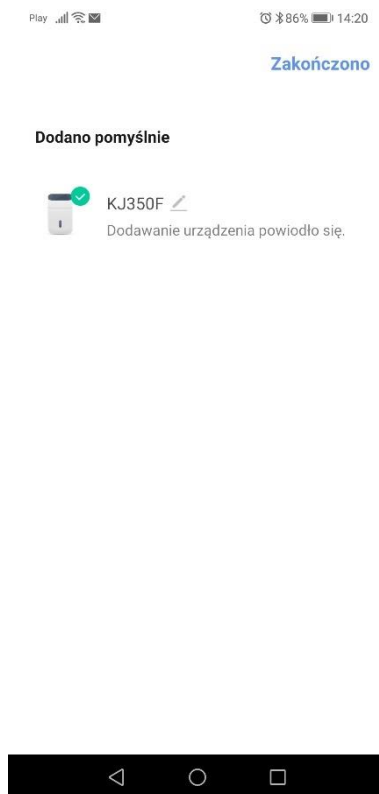 Play 86% 14:20
Zakończono
Dodano pomyślnie
KJ350F
Dodawanie urządzenia powiodło się.